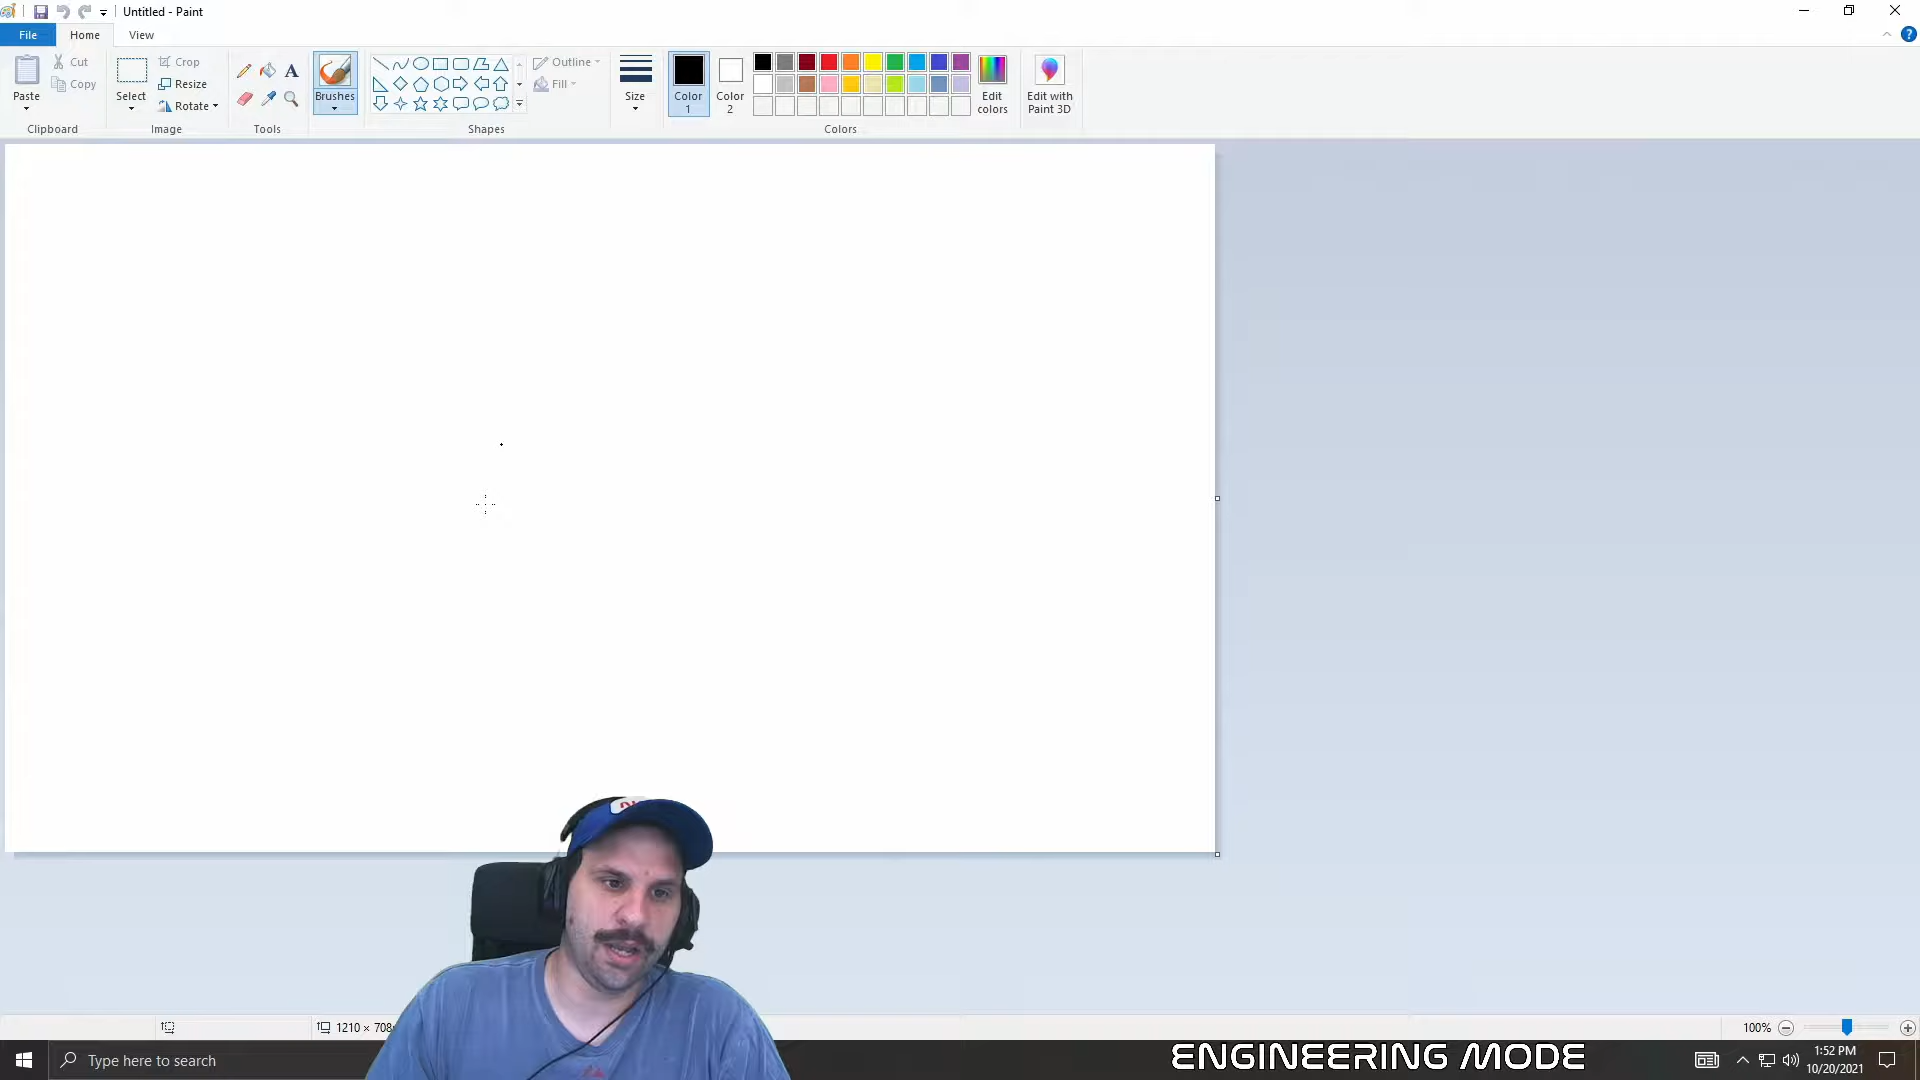 Untitled - Paint
File Home View
Paste
Cut
Copy
Clipboard
Select
Crop
Resize
Rotate
Image
A
Tools
Brushes
Shapes
Outline
Fill
Size
Color
1
Color
2
Edit
colors
Colors
Edit with
Paint 3D
1210 × 708
100%
Type here to search
ENGINEERING MODE
1:52 PM
10/20/2021